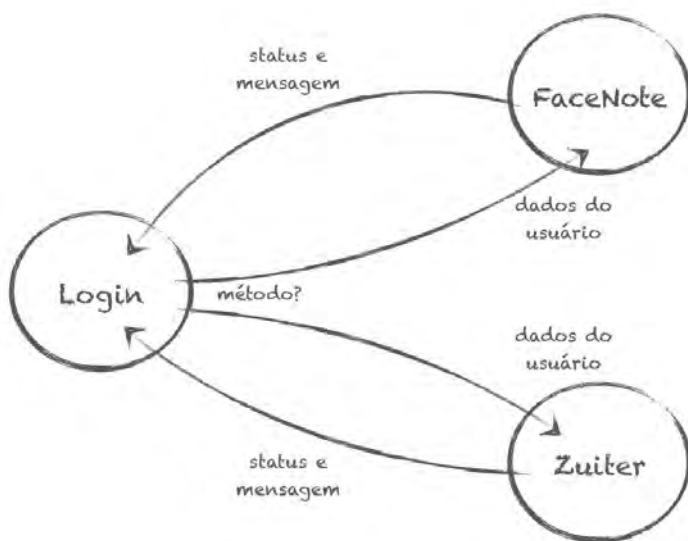 status e
mensagem
FaceNote
dados do
usuário
Login
método?
dados do
usuário
Zuiter
status e
mensagem